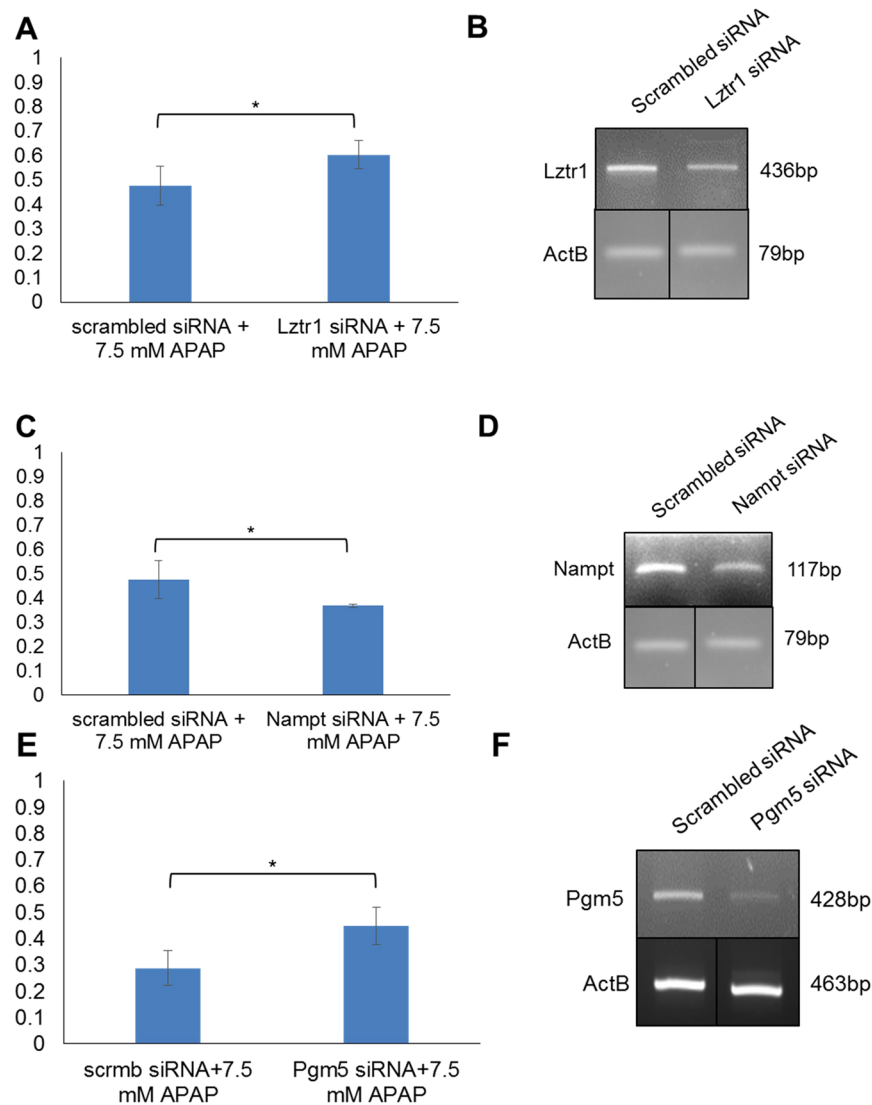 A
1
0.9
0.8
0.7
0.6
0.5
0.4
0.3
0.2
0.1
0
*
scrambled siRNA +
7.5 mM APAP
Lztr1 siRNA + 7.5
mM APAP
B
Scrambled siRNA
Lztr1 siRNA
Lztr1
436bp
ActB
79bp
C
1
0.9
0.8
0.7
0.6
0.5
0.4
0.3
0.2
0.1
0
*
scrambled siRNA +
7.5 mM APAP
Nampt siRNA + 7.5
mM APAP
D
Scrambled siRNA
Nampt siRNA
Nampt
117bp
ActB
79bp
E
1
0.9
0.8
0.7
0.6
0.5
0.4
0.3
0.2
0.1
0
*
scrmb siRNA+7.5
mM APAP
Pgm5 siRNA+7.5
mM APAP
F
Scrambled siRNA
Pgm5 siRNA
Pgm5
428bp
ActB
463bp